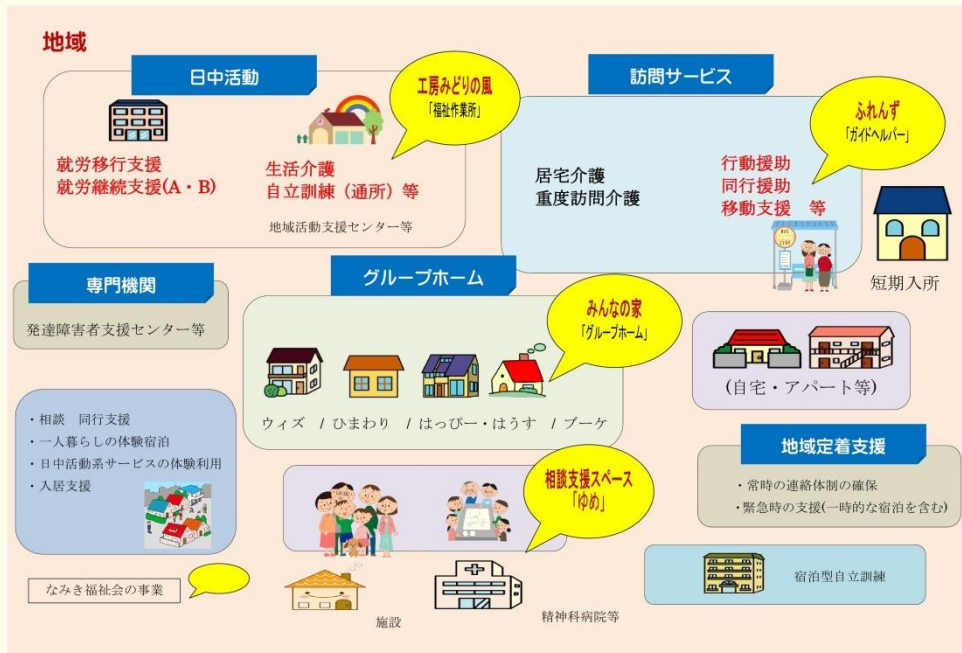 地域
日中活動
工房みどりの風
「福祉作業所」
就労移行支援
就労継続支援(A・B)
生活介護
自立訓練（通所）等
地域活動支援センター等
訪問サービス
ふれんず
「ガイドヘルパー」
居宅介護
重度訪問介護
行動援助
同行援助
移動支援　等
BUS
STOP
短期入所
専門機関
発達障害者支援センター等
グループホーム
みんなの家
「グループホーム」
ウィズ / ひまわり / はっぴー・はうす / ブーケ
(自宅・アパート等)
・相談　同行支援
・一人暮らしの体験宿泊
・日中活動系サービスの体験利用
・入居支援
相談支援スペース
「ゆめ」
地域定着支援
・常時の連絡体制の確保
・緊急時の支援(一時的な宿泊を含む)
宿泊型自立訓練
なみき福祉会の事業
施設
精神科病院等